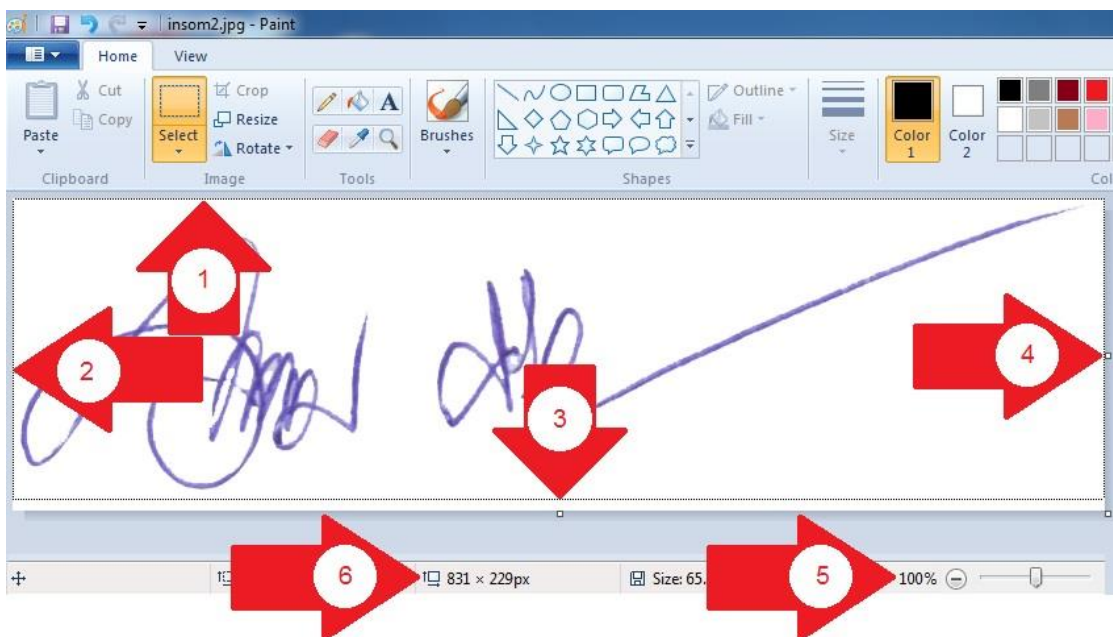 insom2.jpg - Paint
Home View
Cut Crop Outline
Copy Resize Fill
Paste Select Rotate A Brushes Size Color 1 Color 2
Clipboard Image Tools Shapes Col
1
2
3
4
6 831 × 229px Size: 65. 5 100%